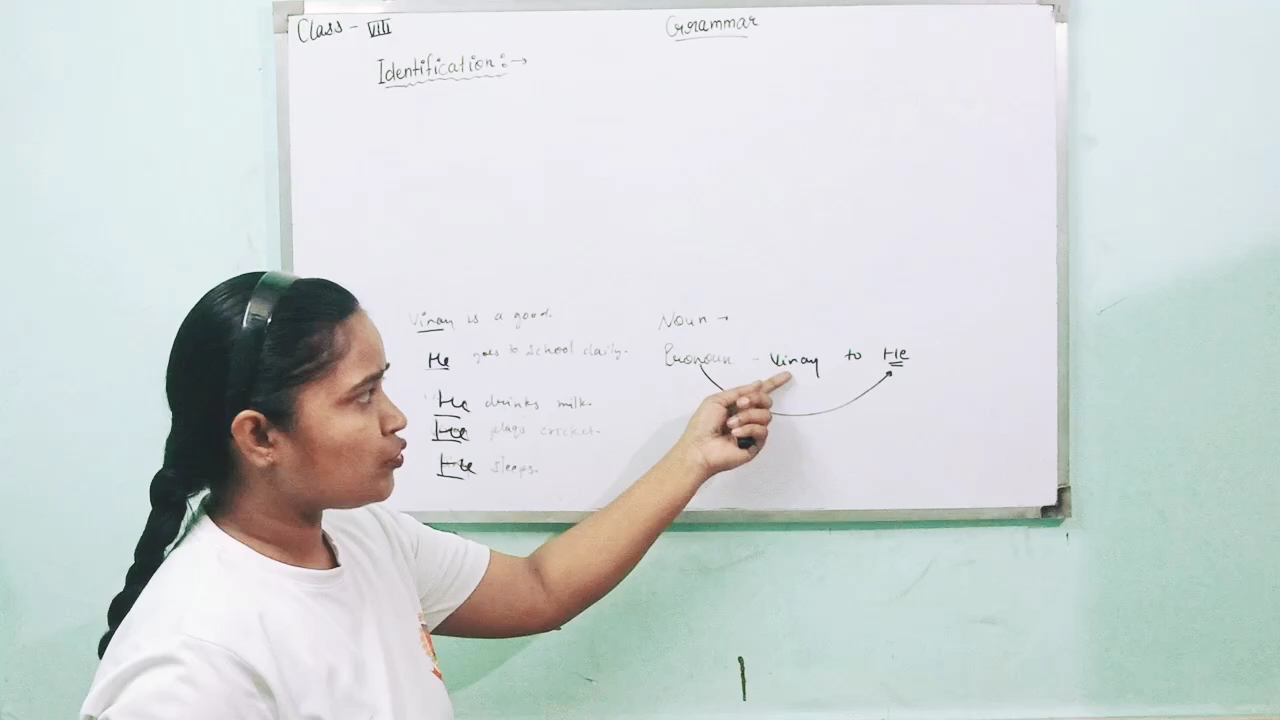 Class - VIII
Grammar
Identification :→
Vinay is a good.
He goes to school daily.
He drinks milk.
He plays cricket.
He sleeps.
Noun →
Pronoun - Vinay to He